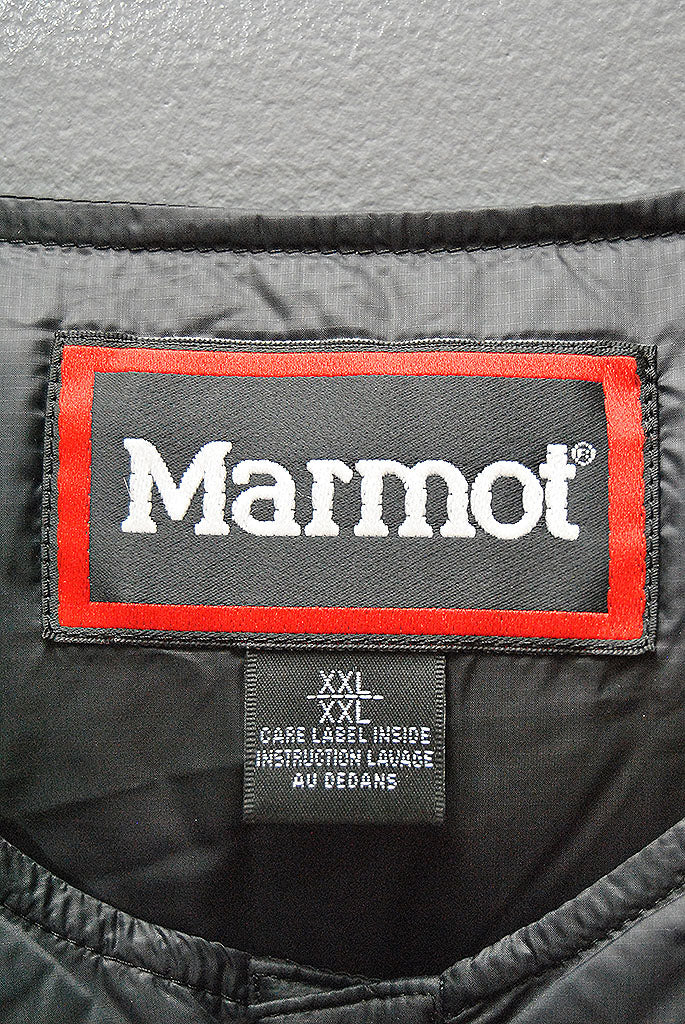 Marmot®
XXL
XXL
CARE LABEL INSIDE
INSTRUCTION LAVAGE
AU DEDANS